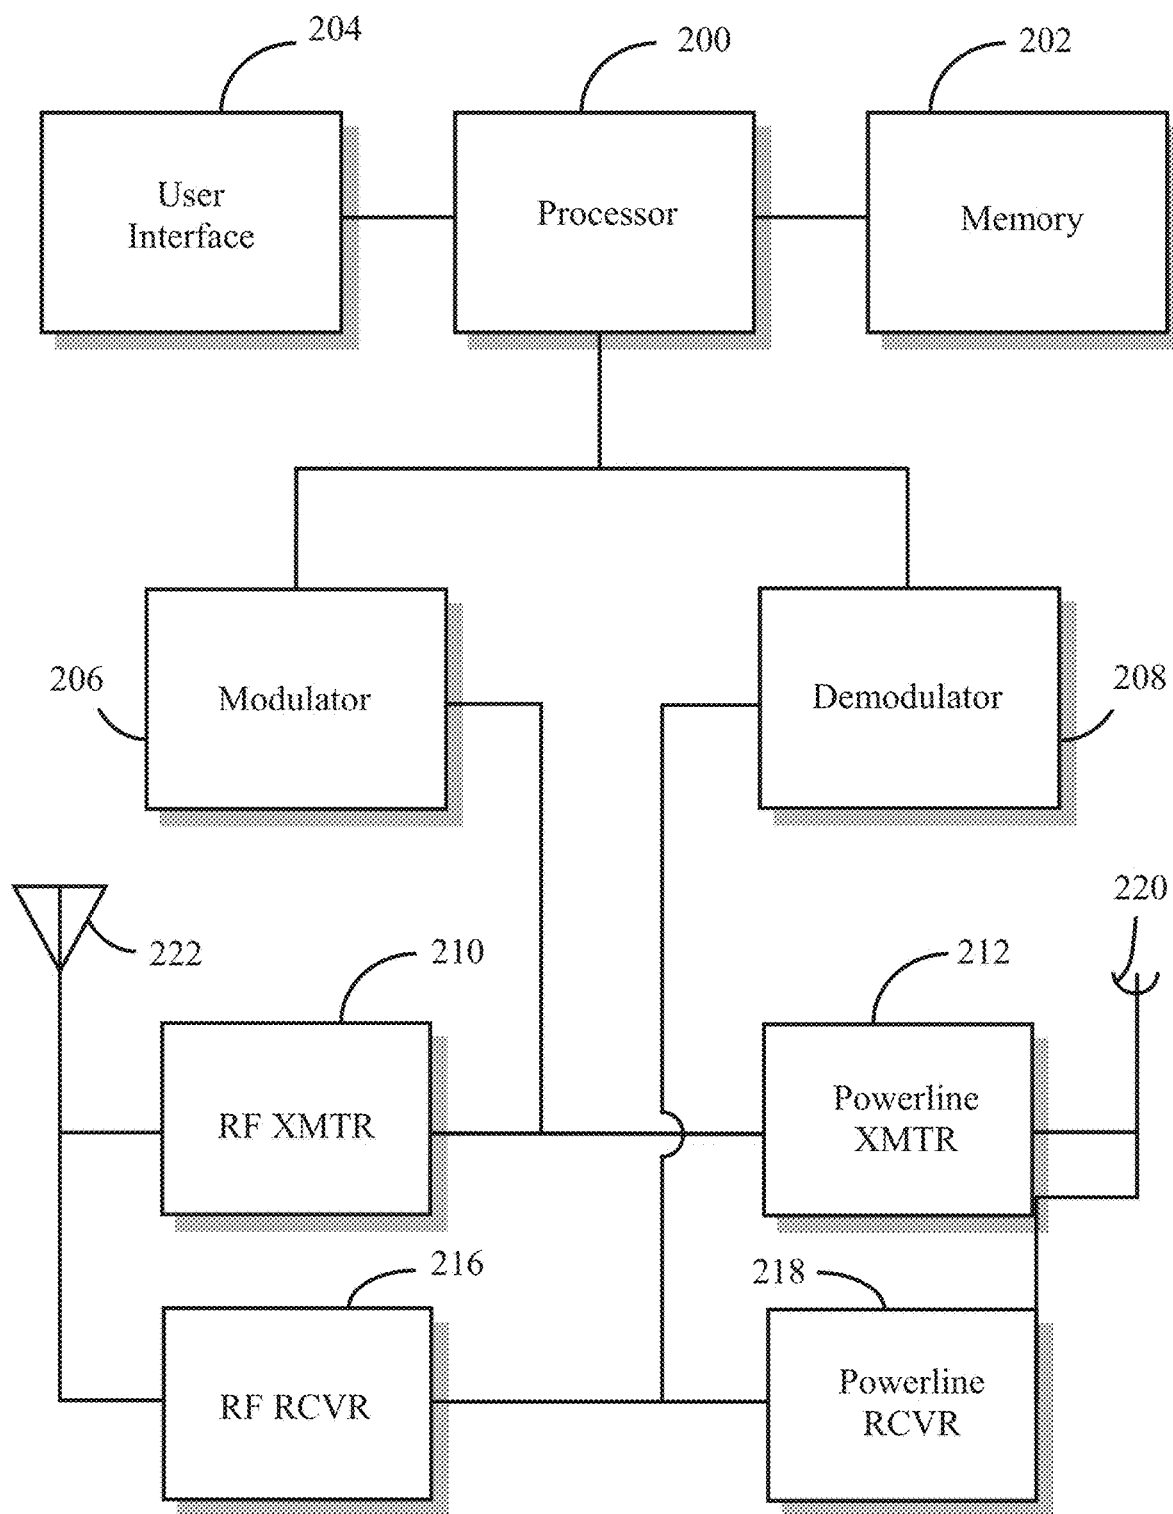 204
200
202
User
Interface
Processor
Memory
206
Modulator
Demodulator
208
222
210
212
220
RF XMTR
Powerline
XMTR
216
218
RF RCVR
Powerline
RCVR